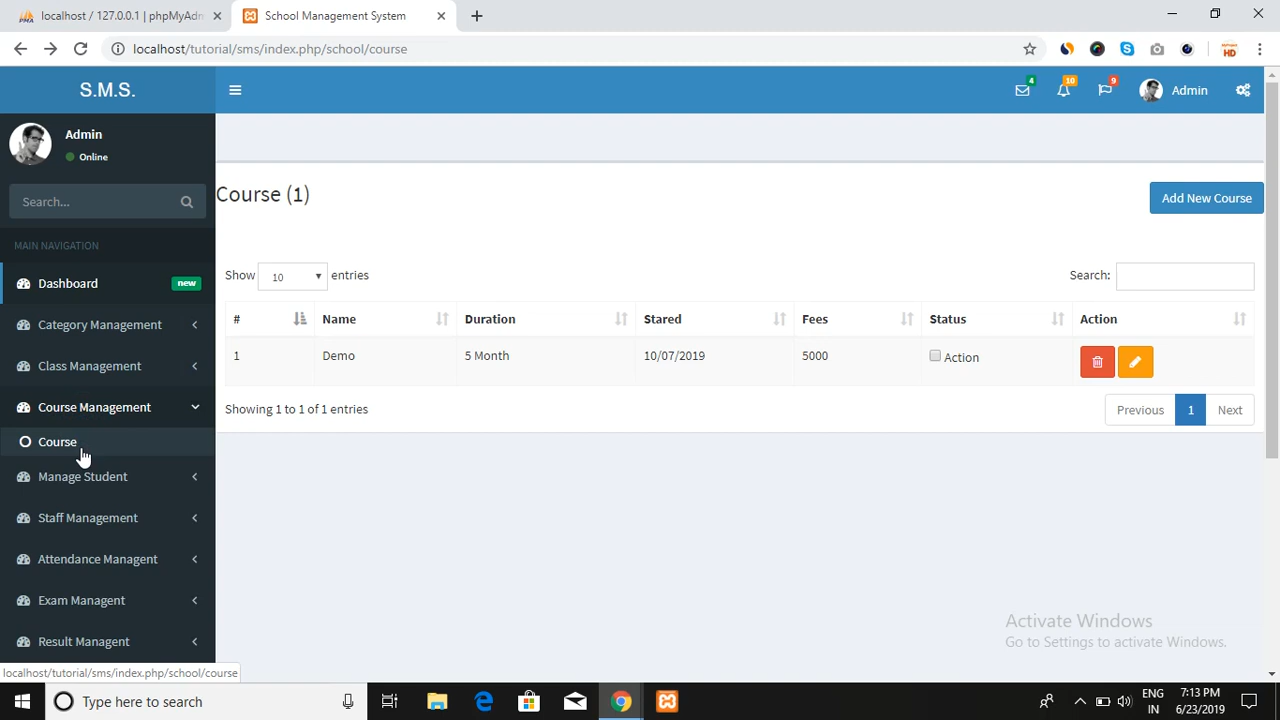 localhost / 127.0.0.1 | phpMyAdm
School Management System
localhost/tutorial/sms/index.php/school/course
HD
S.M.S.
4
10
9
Admin
Admin
Online
Search...
MAIN NAVIGATION
Dashboard
new
Category Management
Class Management
Course Management
Course
Manage Student
Staff Management
Attendance Managent
Exam Managent
Result Managent
Course (1)
Add New Course
Show 10 entries
Search:
# Name Duration Stared Fees Status Action
1 Demo 5 Month 10/07/2019 5000 Action
Showing 1 to 1 of 1 entries
Previous 1 Next
Activate Windows
Go to Settings to activate Windows.
localhost/tutorial/sms/index.php/school/course
Type here to search
ENG
IN
7:13 PM
6/23/2019